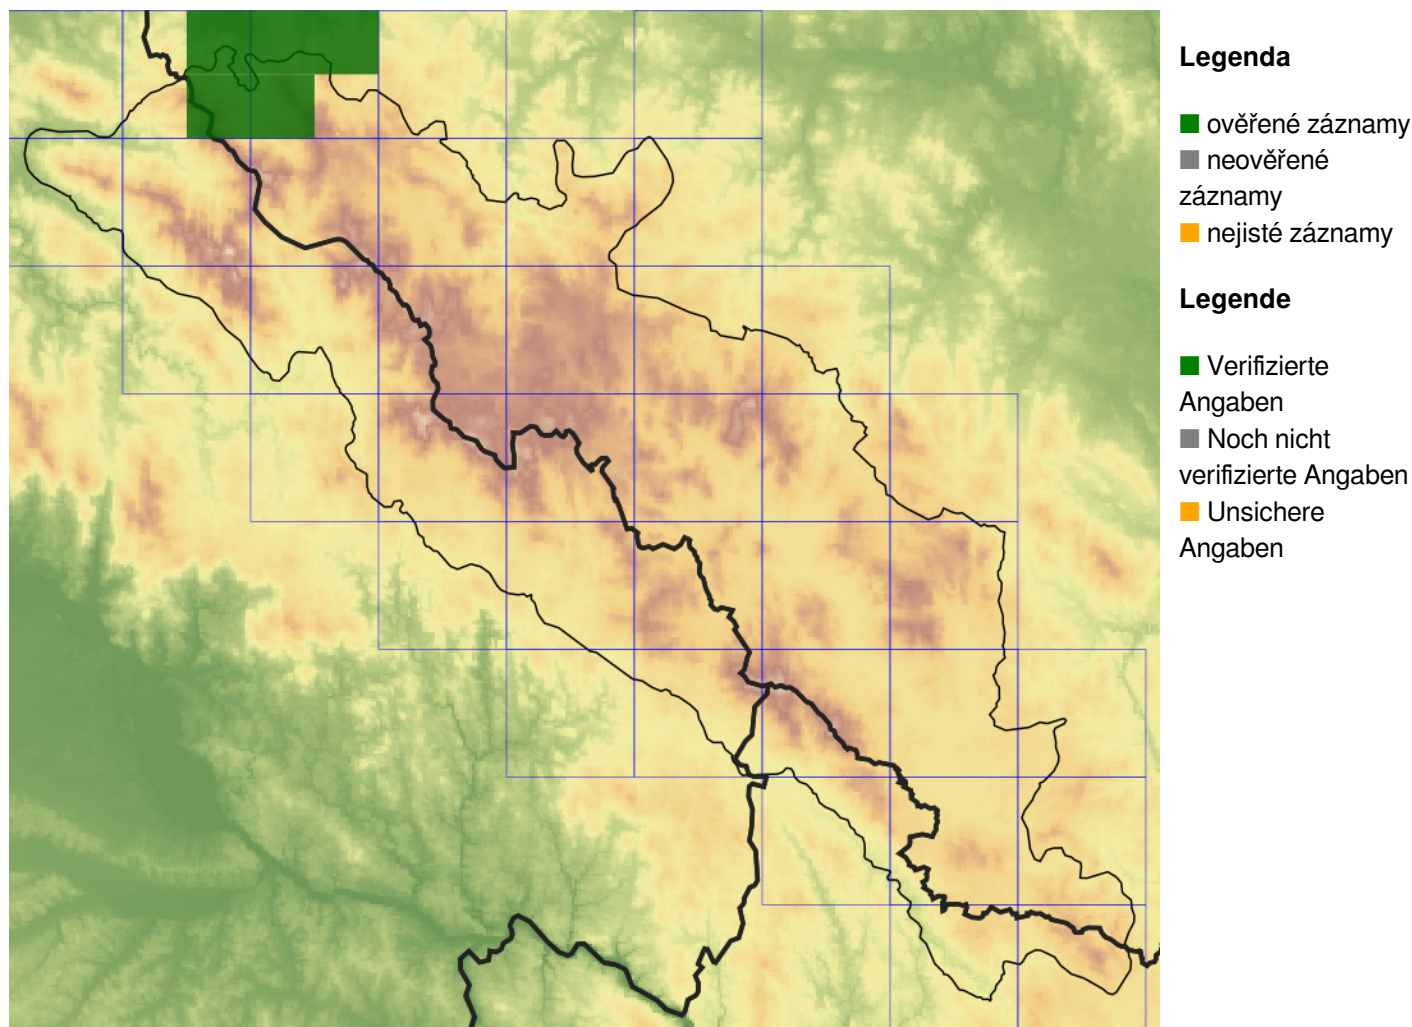 Legenda
ověřené záznamy
neověřené
záznamy
nejisté záznamy
Legende
Verifizierte
Angaben
Noch nicht
verifizierte Angaben
Unsichere
Angaben